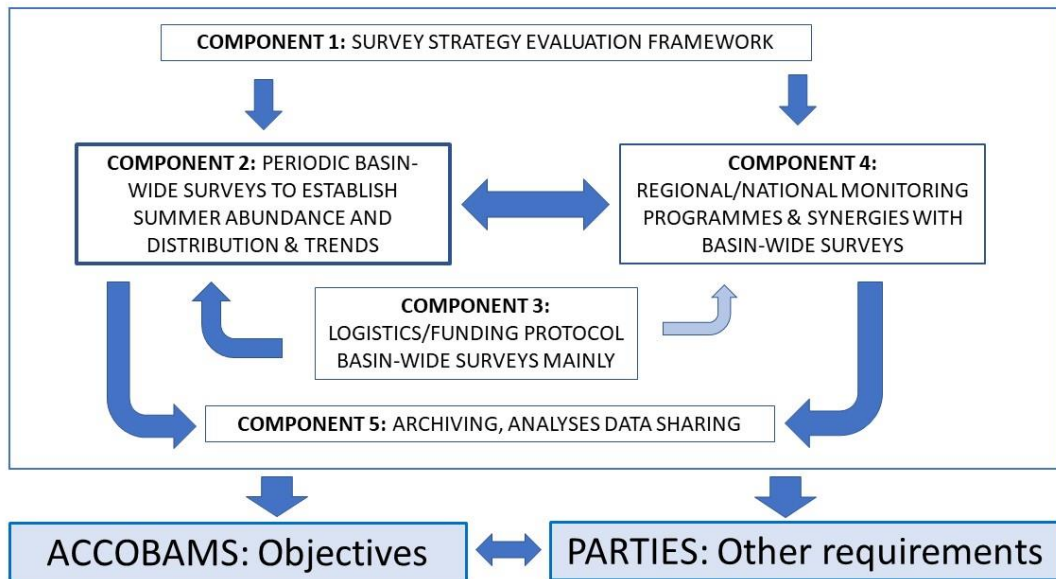 COMPONENT 1: SURVEY STRATEGY EVALUATION FRAMEWORK
COMPONENT 2: PERIODIC BASIN-
WIDE SURVEYS TO ESTABLISH
SUMMER ABUNDANCE AND
DISTRIBUTION & TRENDS
COMPONENT 4:
REGIONAL/NATIONAL MONITORING
PROGRAMMES & SYNERGIES WITH
BASIN-WIDE SURVEYS
COMPONENT 3:
LOGISTICS/FUNDING PROTOCOL
BASIN-WIDE SURVEYS MAINLY
COMPONENT 5: ARCHIVING, ANALYSES DATA SHARING
ACCOBAMS: Objectives
PARTIES: Other requirements